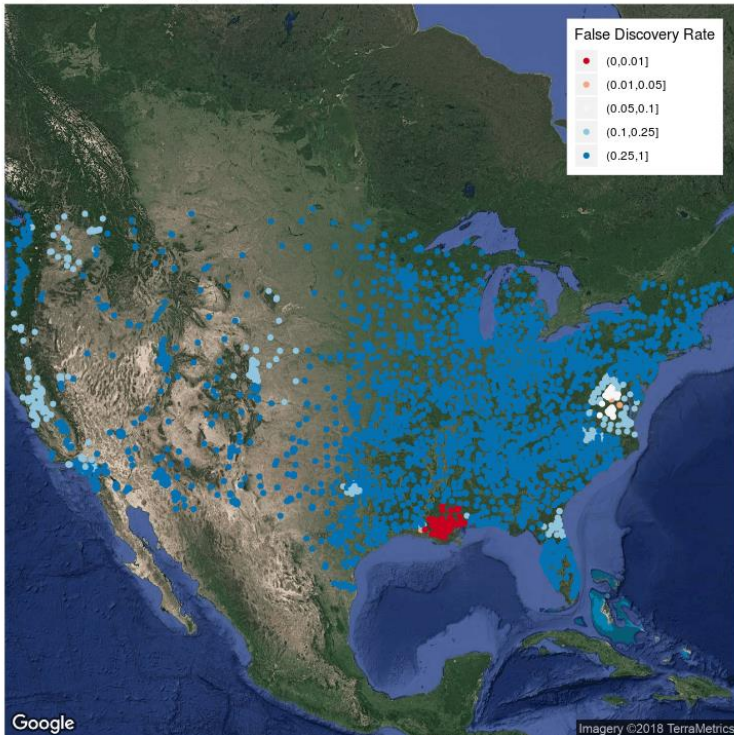 False Discovery Rate
(0,0.01]
(0.01,0.05]
(0.05,0.1]
(0.1,0.25]
(0.25,1]
Google
Imagery ©2018 TerraMetrics